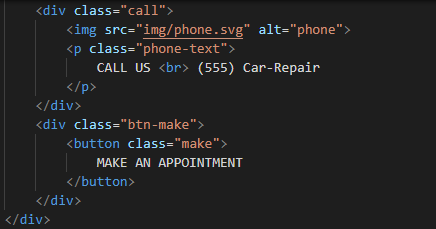 <div class="call">
<img src="img/phone.svg" alt="phone">
<p class="phone-text">
CALL US <br> (555) Car-Repair
</p>
</div>
<div class="btn-make">
<button class="make">
MAKE AN APPOINTMENT
</button>
</div>
</div>